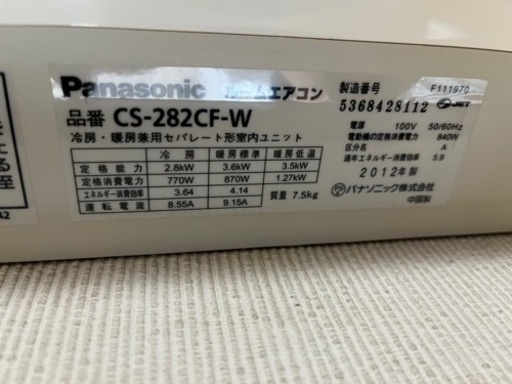 Panasonic ルームエアコン
品番 CS-282CF-W
冷房・暖房兼用セパレート形室内ユニット
冷房 暖房標準 暖房低温
定格能力 2.8kW 3.6kW 3.5kW
定格消費電力 770W 870W 1.27kW
エネルギー消費効率 3.64 4.14
運転電流 8.55A 9.15A
質量 7.5kg
製造番号 F111970
5368428112 JET
電源 100V 50/60Hz
電動機の定格消費電力 840W
区分名 A
通年エネルギー消費効率 5.9
2012年製
パナソニック株式会社
中国製